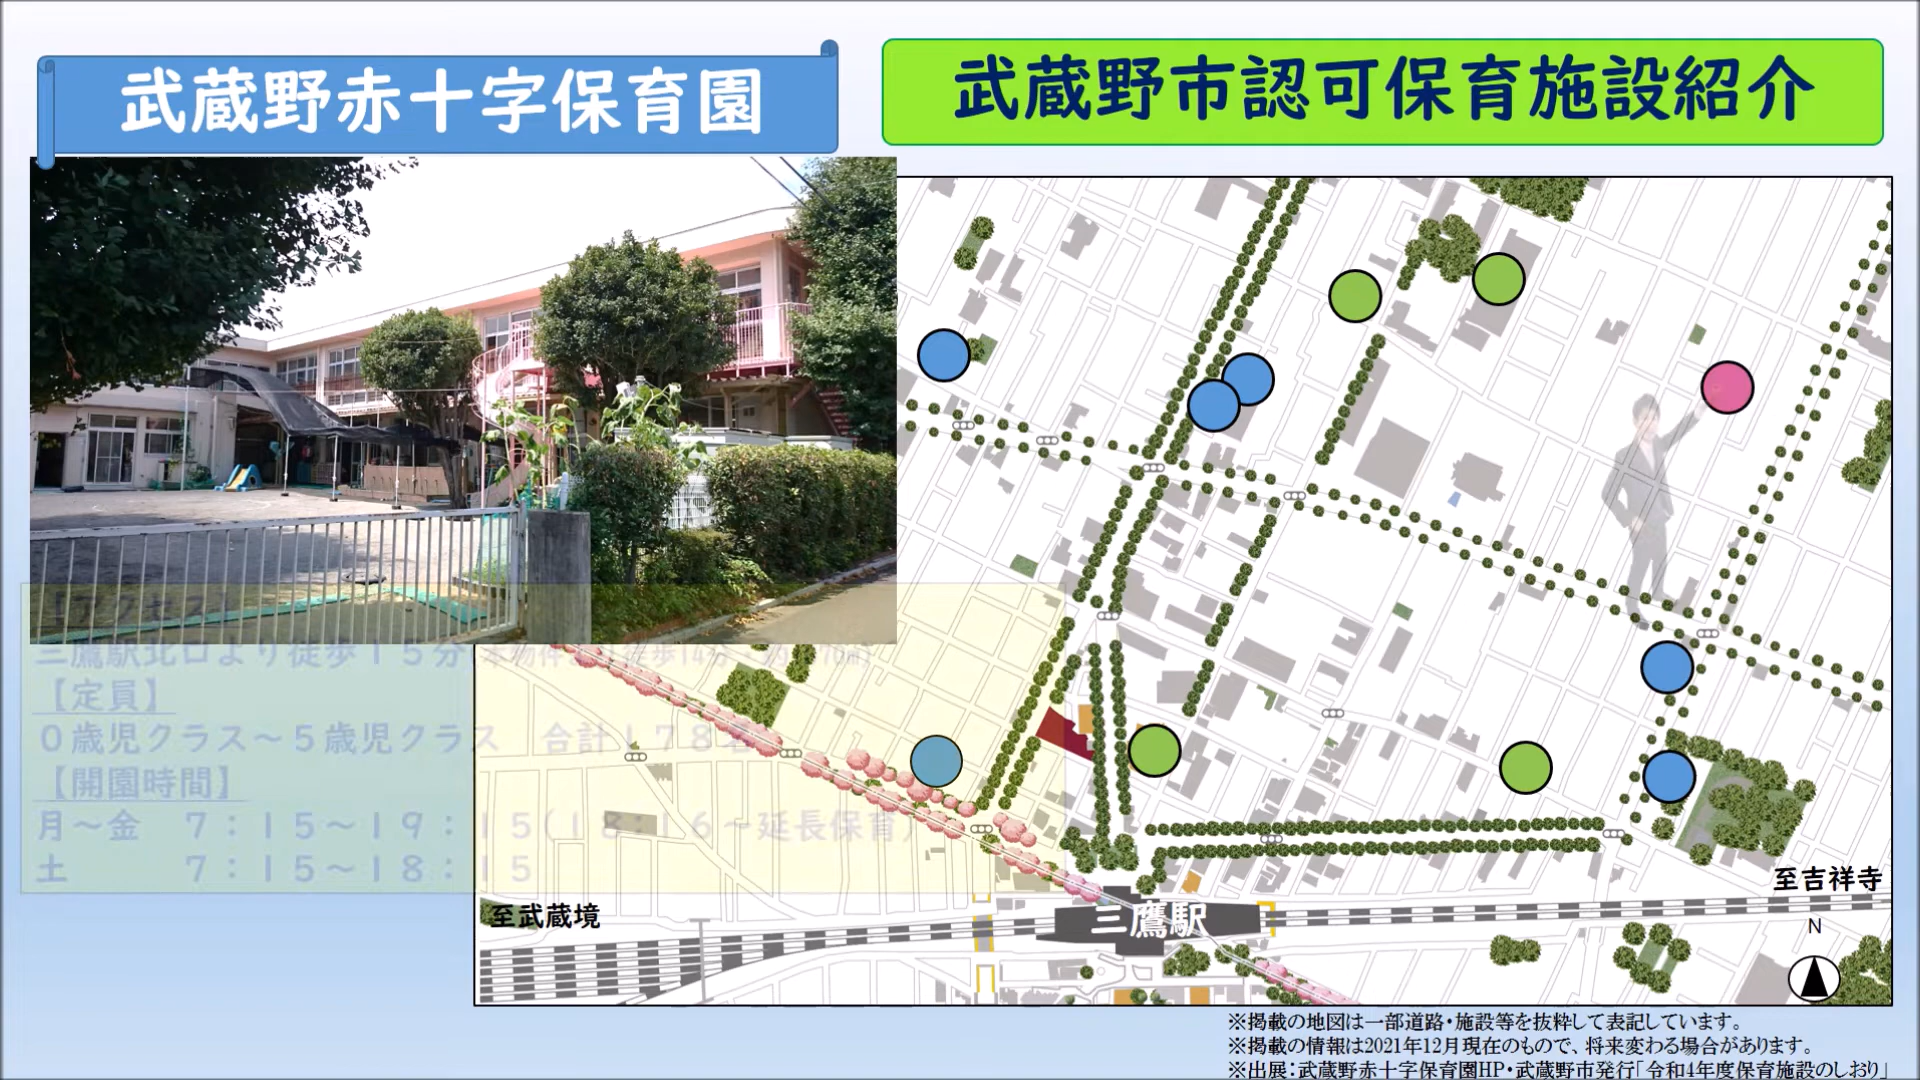 武蔵野赤十字保育園
武蔵野市認可保育施設紹介
三鷹駅北口より徒歩１５分
【定員】
０歳児クラス～５歳児クラス　合計１７８名
【開園時間】
月～金　７：１５～１９：１５（１８：１６～延長保育）
土　　　７：１５～１８：１５
至武蔵境
三鷹駅
至吉祥寺
N
※掲載の地図は一部道路・施設等を抜粋して表記しています。
※掲載の情報は2021年12月現在のもので、将来変わる場合があります。
※出展：武蔵野赤十字保育園HP・武蔵野市発行「令和4年度保育施設のしおり」